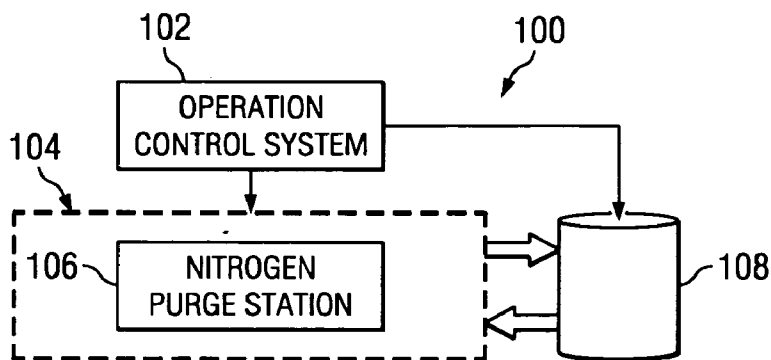 102
100
OPERATION
CONTROL SYSTEM
104
106
NITROGEN
PURGE STATION
108